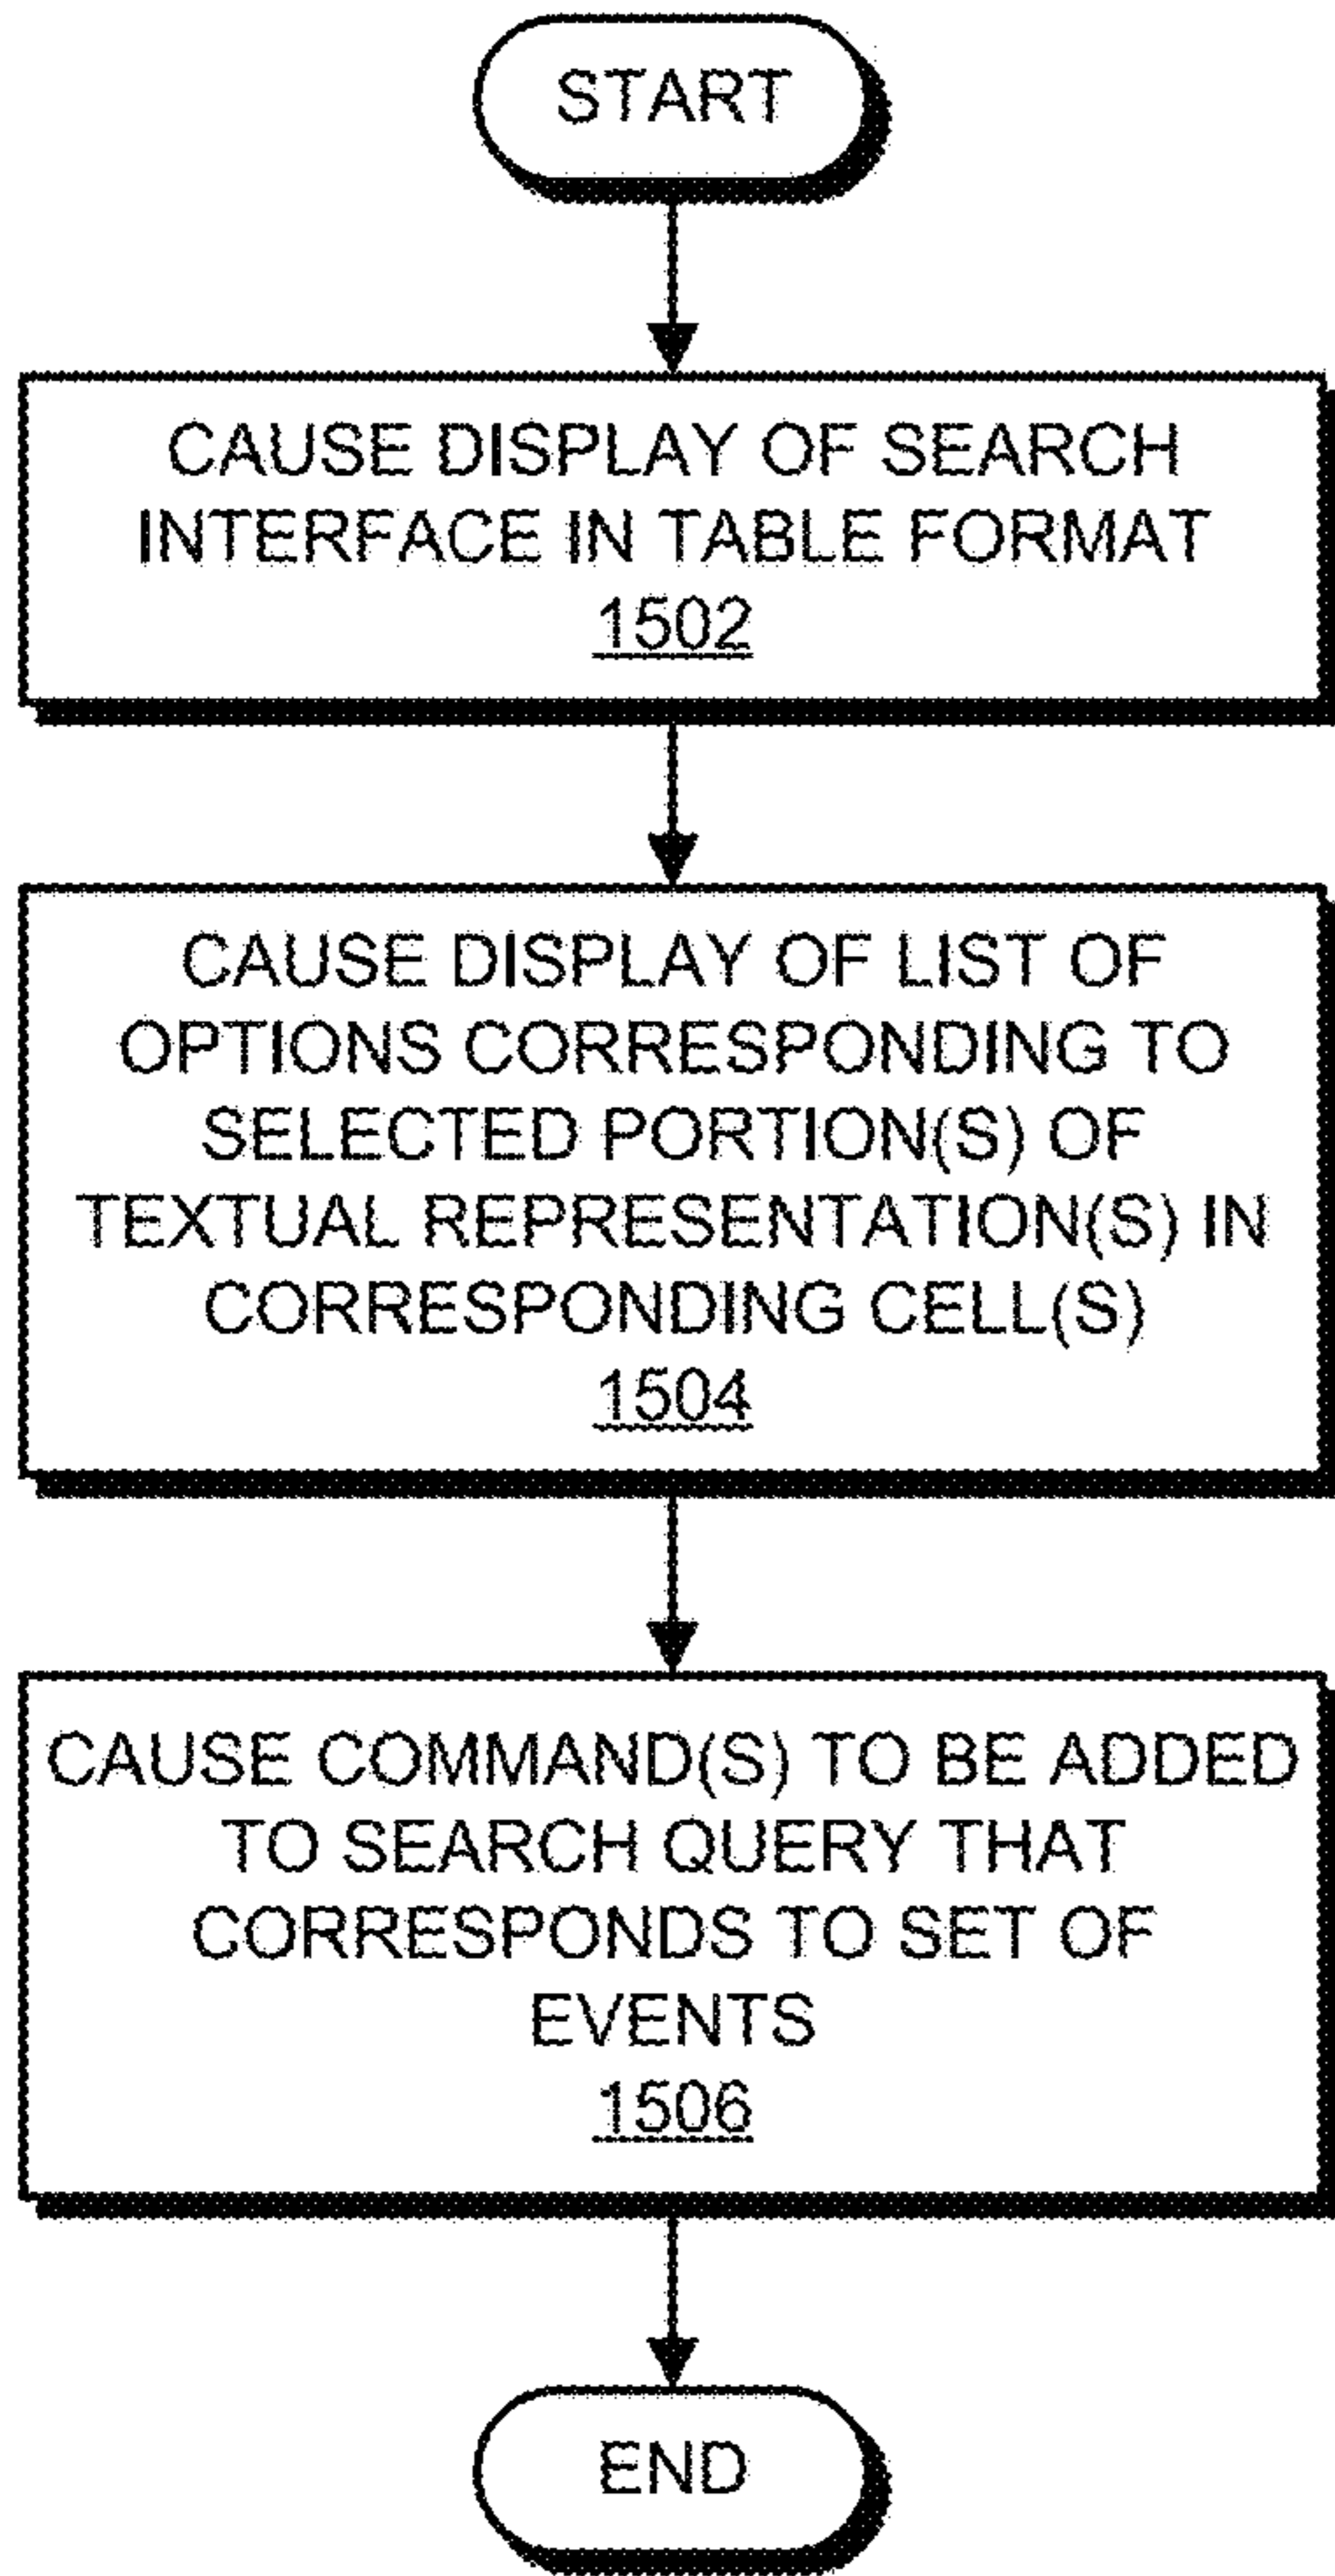 START
CAUSE DISPLAY OF SEARCH
INTERFACE IN TABLE FORMAT
1502
CAUSE DISPLAY OF LIST OF
OPTIONS CORRESPONDING TO
SELECTED PORTION(S) OF
TEXTUAL REPRESENTATION(S) IN
CORRESPONDING CELL(S)
1504
CAUSE COMMAND(S) TO BE ADDED
TO SEARCH QUERY THAT
CORRESPONDS TO SET OF
EVENTS
1506
END